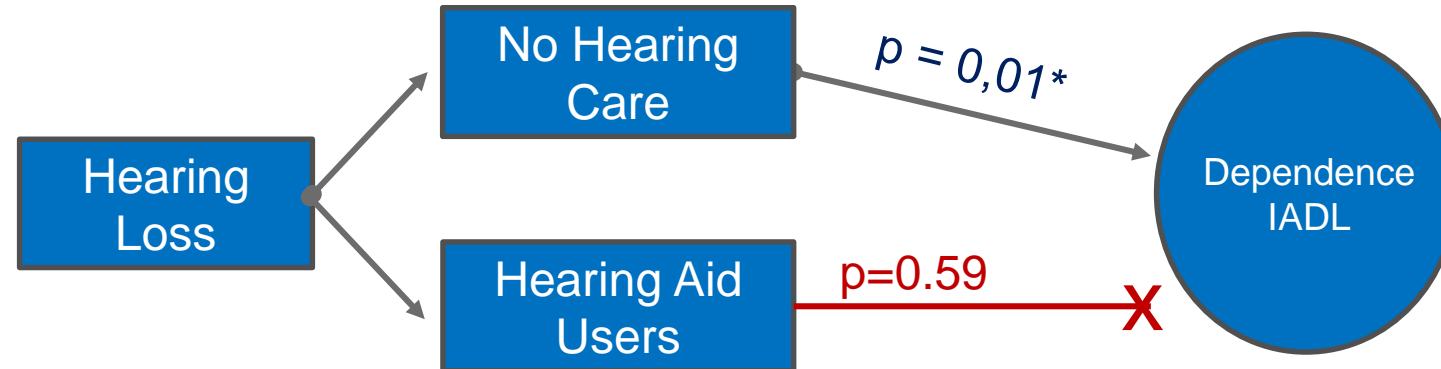 No Hearing
Care
p = 0,01*
Hearing
Loss
Dependence
IADL
Hearing Aid
Users
p=0.59
X